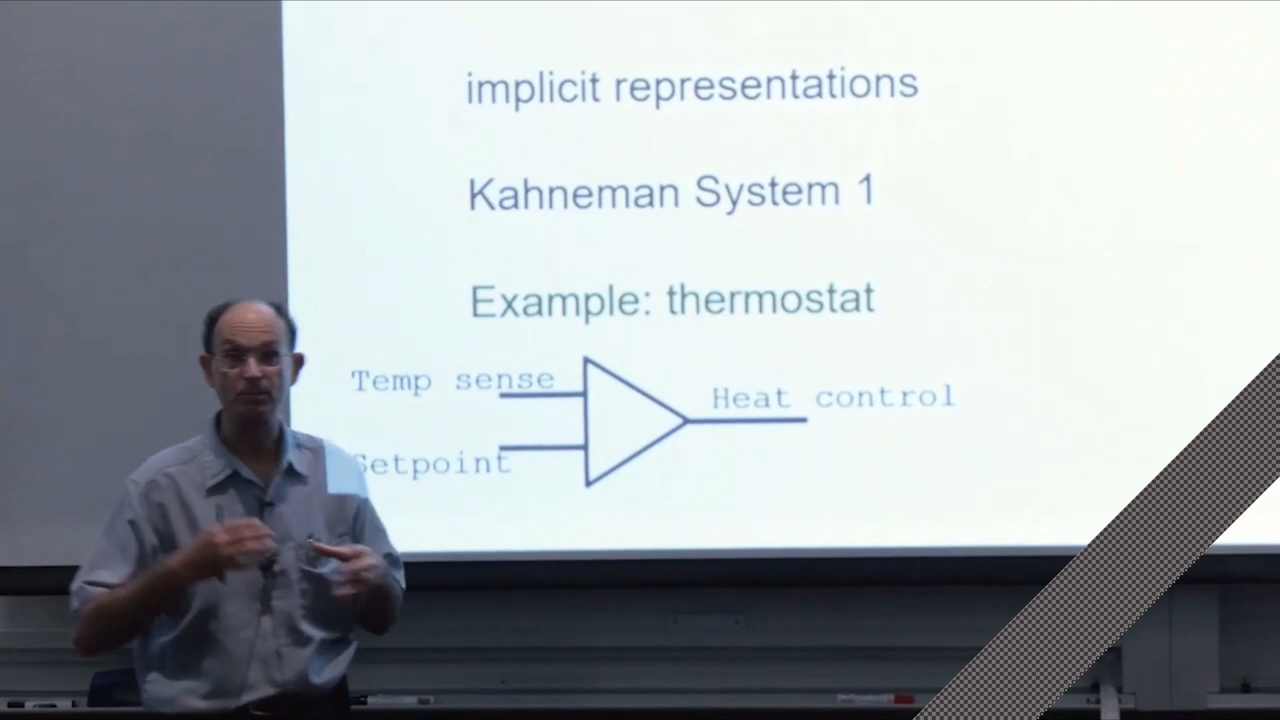 implicit representations
Kahneman System 1
Example: thermostat
Temp sense
Heat control
Setpoint